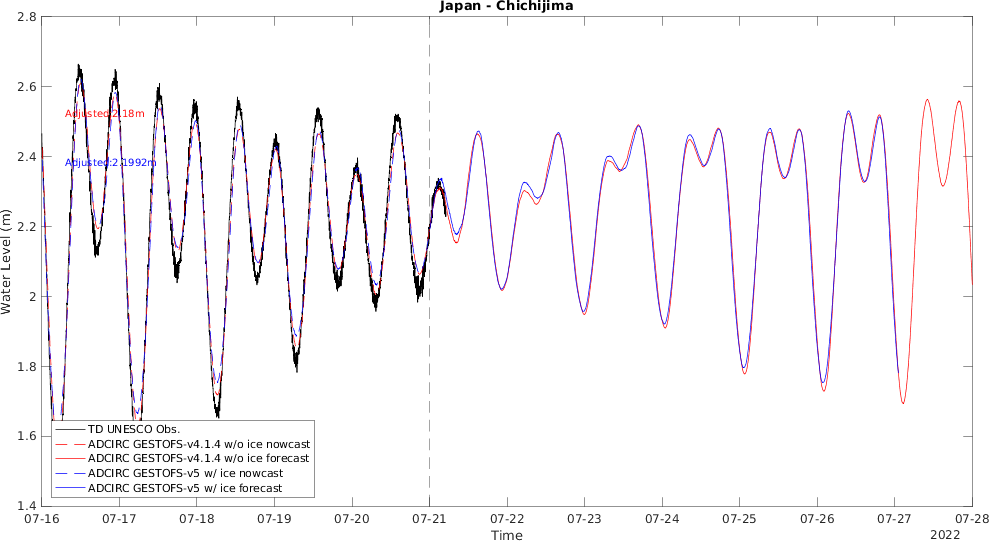 Japan - Chichijima
2.8
2.6
2.4
2.2
2
1.8
1.6
1.4
Water Level (m)
Adjusted:2.18m
Adjusted:2.1992m
TD UNESCO Obs.
ADCIRC GESTOFS-v4.1.4 w/o ice nowcast
ADCIRC GESTOFS-v4.1.4 w/o ice forecast
ADCIRC GESTOFS-v5 w/ ice nowcast
ADCIRC GESTOFS-v5 w/ ice forecast
07-16 07-17 07-18 07-19 07-20 07-21 07-22 07-23 07-24 07-25 07-26 07-27 07-28
Time
2022